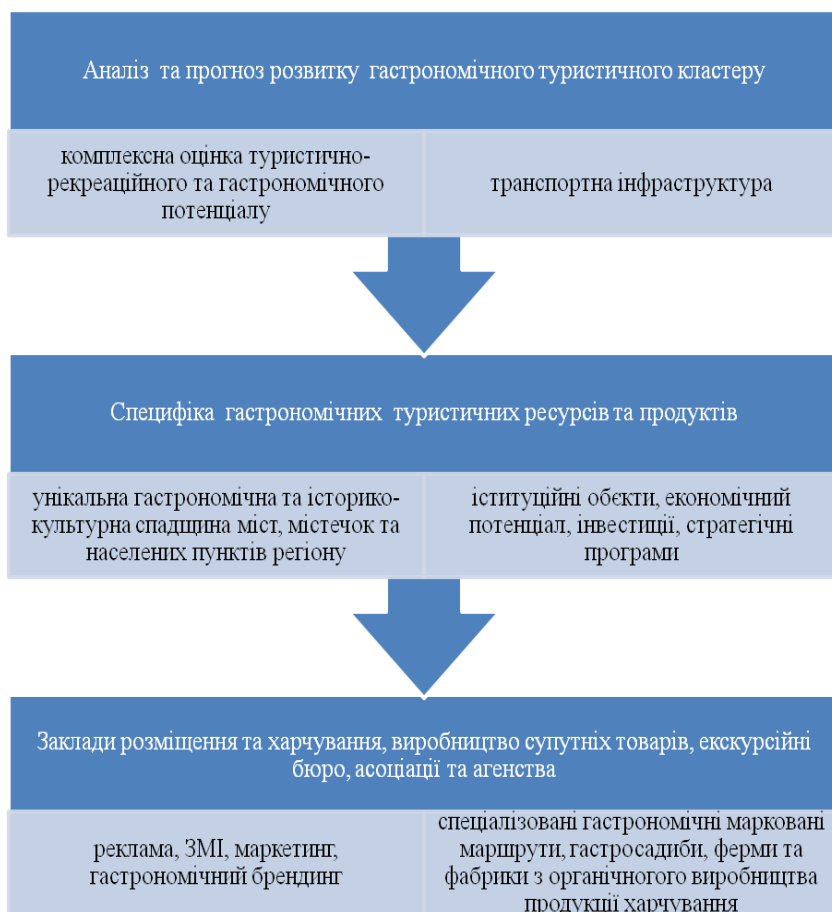 Аналіз та прогноз розвитку гастрономічного туристичного кластеру
комплексна оцінка туристично-
рекреаційного та гастрономічного
потенціалу
транспортна інфраструктура
Специфіка гастрономічних туристичних ресурсів та продуктів
унікальна гастрономічна та історико-
культурна спадщина міст, містечок та
населених пунктів регіону
іституційні обєкти, економічний
потенціал, інвестиції, стратегічні
програми
Заклади розміщення та харчування, виробництво супутніх товарів, екскурсійні
бюро, асоціації та агенства
реклама, ЗМІ, маркетинг,
гастрономічний брендинг
спеціалізовані гастрономічні марковані
маршрути, гастросадиби, ферми та
фабрики з органічного виробництва
продукції харчування